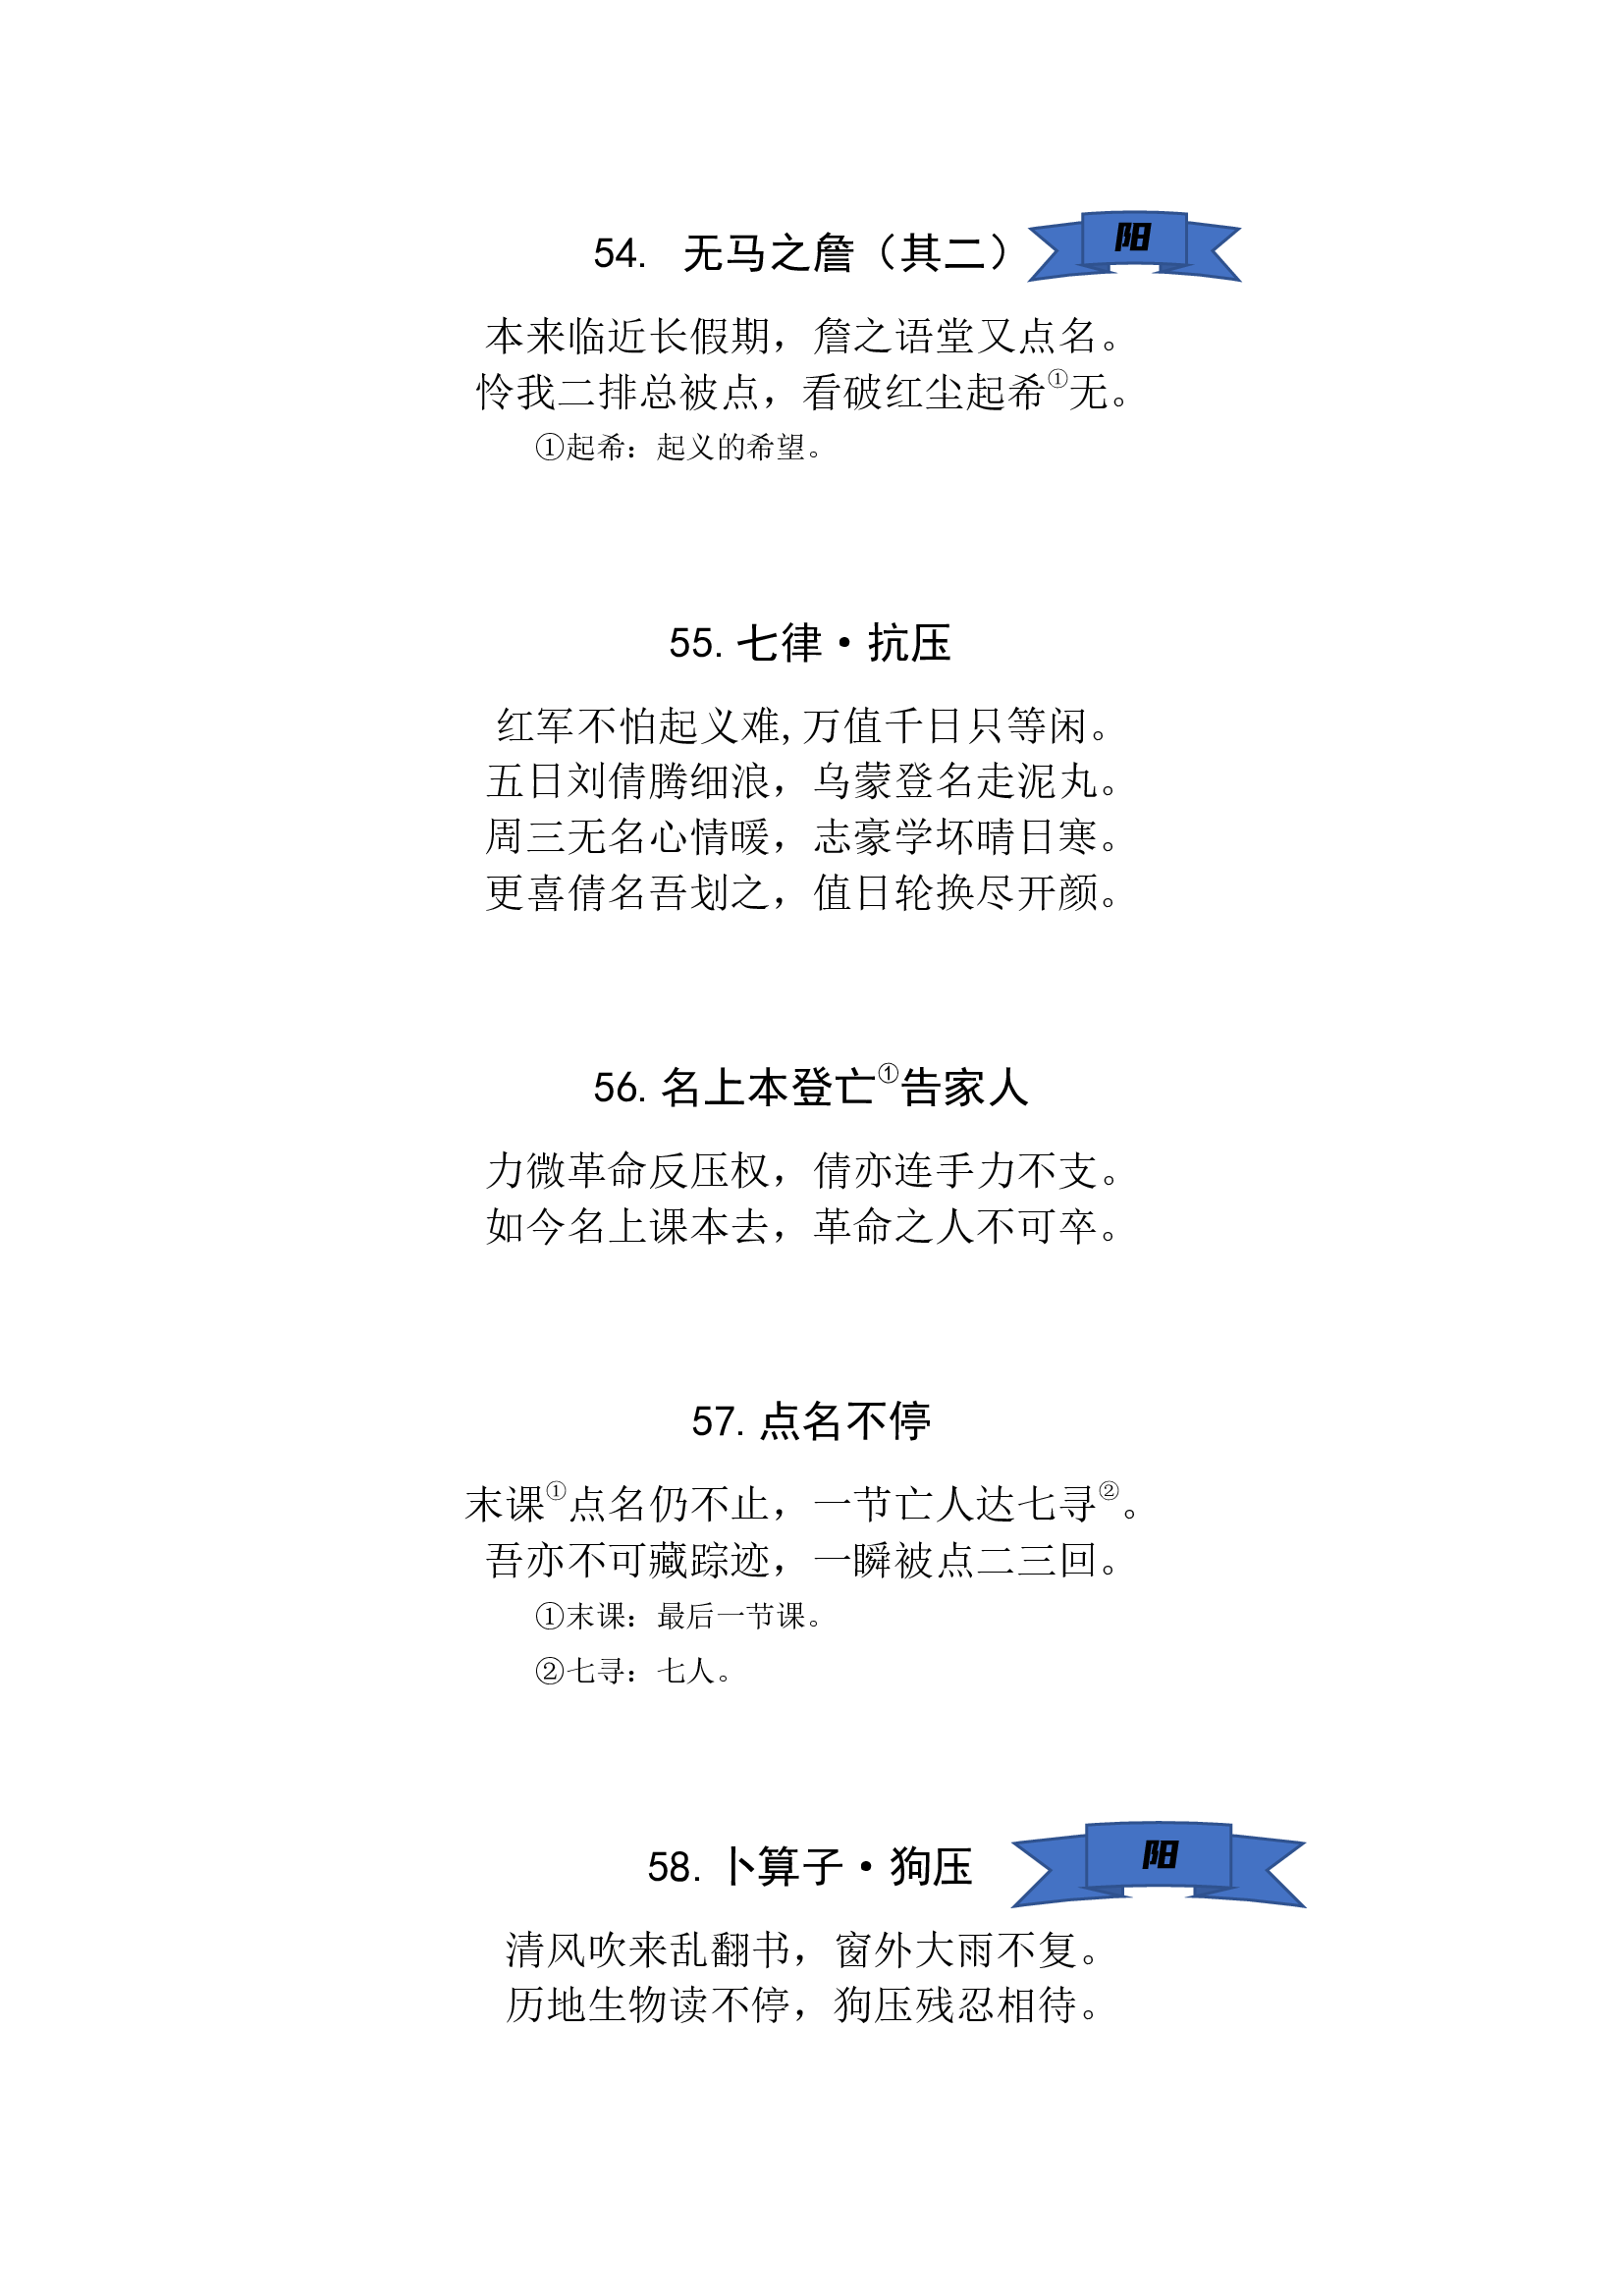 54. 无马之詹（其二）
阳
本来临近长假期，詹之语堂又点名。
怜我二排总被点，看破红尘起希①无。
①起希：起义的希望。
55.七律·抗压
红军不怕起义难,万值千日只等闲。
五日刘倩腾细浪，乌蒙登名走泥丸。
周三无名心情暖，志豪学坏晴日寒。
更喜倩名吾划之，值日轮换尽开颜。
56.名上本登亡①告家人
力微革命反压权，倩亦连手力不支。
如今名上课本去，革命之人不可卒。
57.点名不停
末课①点名仍不止，一节亡人达七寻②。
吾亦不可藏踪迹，一瞬被点二三回。
①末课：最后一节课。
②七寻：七人。
58.卜算子·狗压
阳
清风吹来乱翻书，窗外大雨不复。
历地生物读不停，狗压残忍相待。